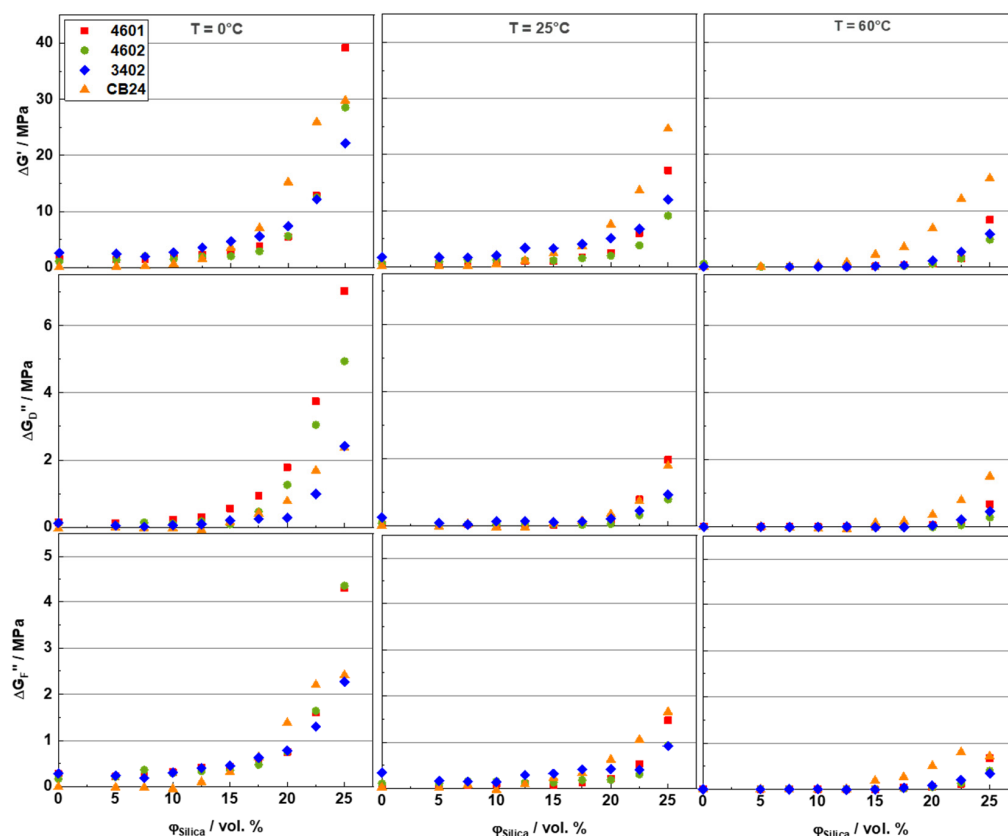 T = 0°C
T = 25°C
T = 60°C
4601
4602
3402
CB24
ΔG' / MPa
40
30
20
10
0
ΔG_D'' / MPa
6
4
2
0
ΔG_F'' / MPa
5
4
3
2
1
0
0 5 10 15 20 25
0 5 10 15 20 25
0 5 10 15 20 25
φ_Silica / vol. %
φ_Silica / vol. %
φ_Silica / vol. %